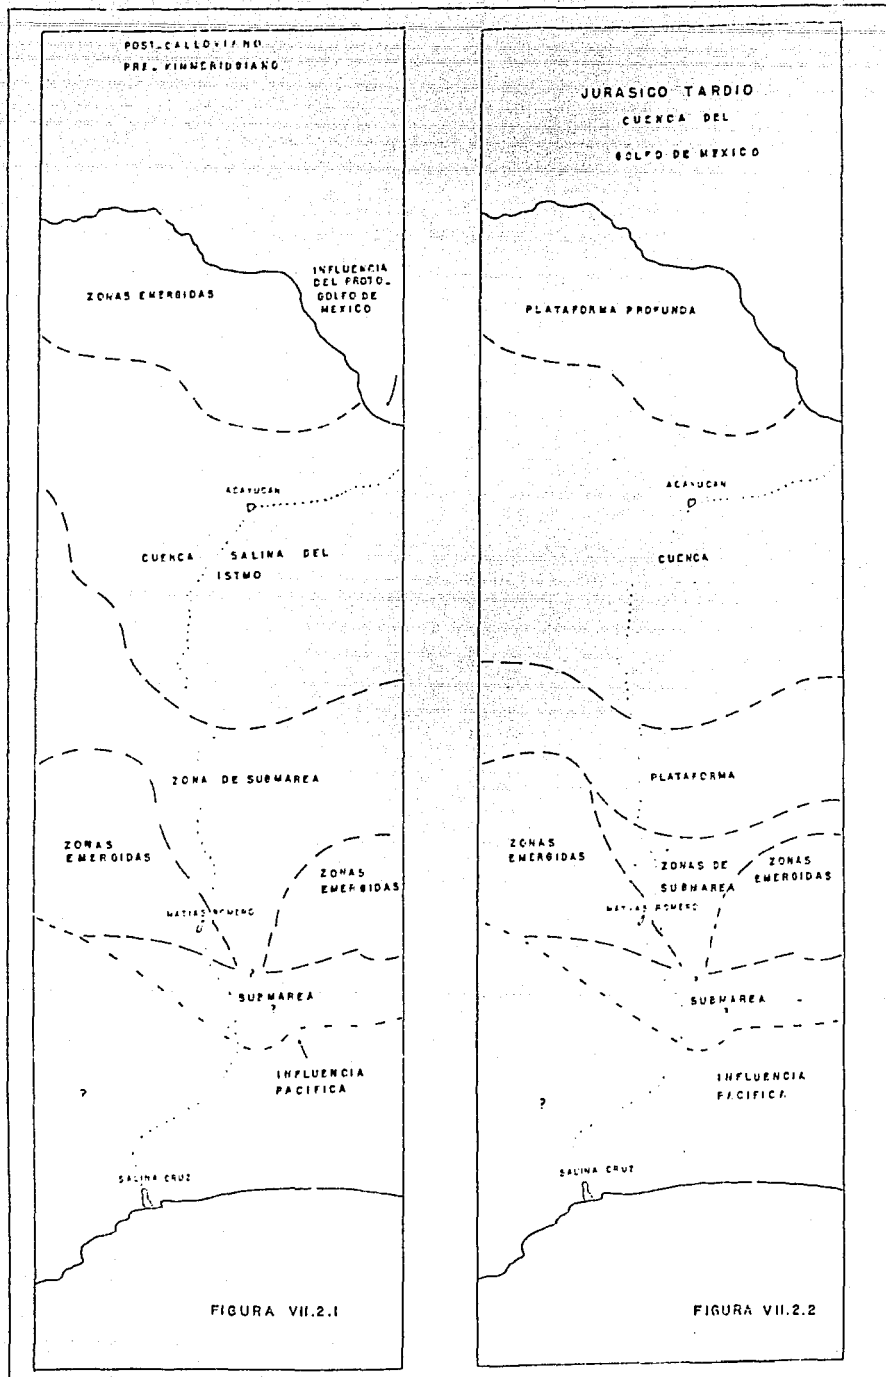 POST-CALLOVIANO
PRE-KIMMERIDGIANO
INFLUENCIA
DEL PROTO-
GOLFO DE
MEXICO
ZONAS EMERGIDAS
ACAYUCAN
CUENCA SALINA DEL
ISTMO
ZONA DE SUBMAREA
ZONAS
EMERGIDAS
ZONAS
EMERGIDAS
MATIAS ROMERO
?
SUBMAREA
?
INFLUENCIA
PACIFICA
?
SALINA CRUZ
FIGURA VII.2.1
JURASICO TARDIO
CUENCA DEL
GOLFO DE MEXICO
PLATAFORMA PROFUNDA
ACAYUCAN
CUENCA
PLATAFORMA
ZONAS
EMERGIDAS
ZONAS DE
SUBMAREA
ZONAS
EMERGIDAS
MATIAS ROMERO
SUBMAREA
?
INFLUENCIA
PACIFICA
?
SALINA CRUZ
FIGURA VII.2.2